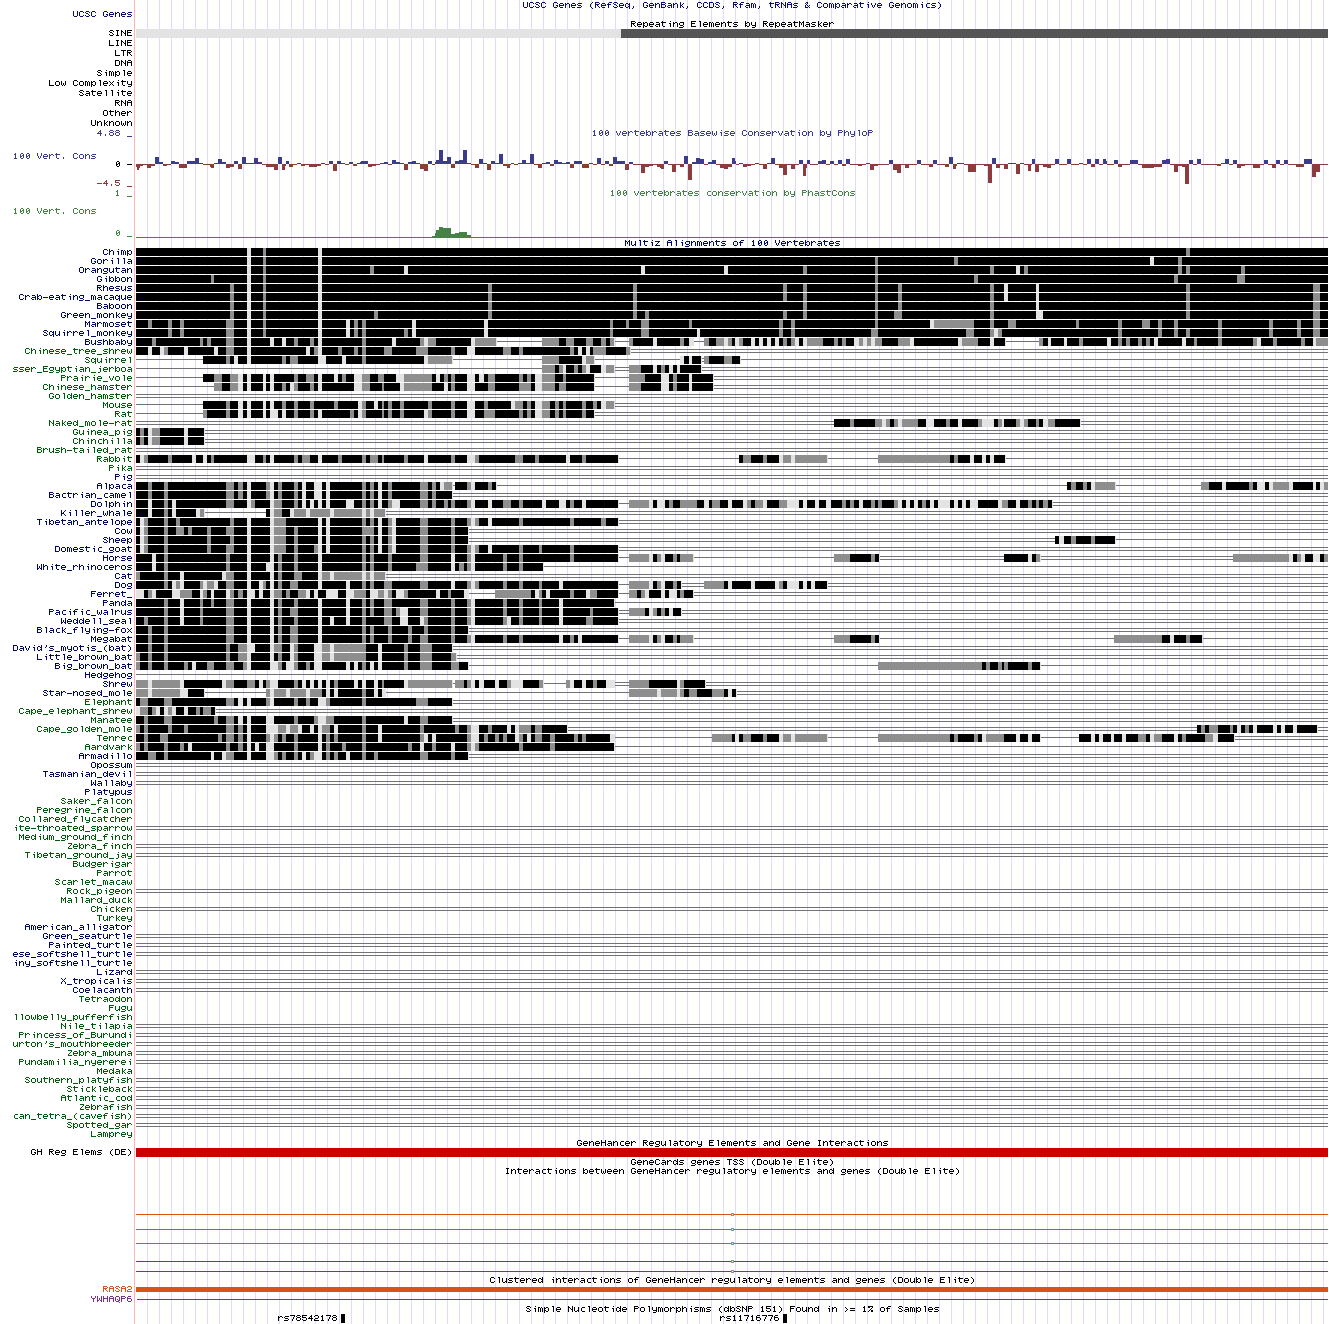 UCSC Genes (RefSeq, GenBank, CCDS, Rfam, tRNAs & Comparative Genomics)
UCSC Genes
Repeating Elements by RepeatMasker
SINE
LINE
LTR
DNA
Simple
Low Complexity
Satellite
RNA
Other
Unknown
4.88 _
100 vertebrates Basewise Conservation by PhyloP
100 Vert. Cons
0 -
-4.5 _
1 _
100 vertebrates conservation by PhastCons
100 Vert. Cons
0 _
Multiz Alignments of 100 Vertebrates
Chimp
Gorilla
Orangutan
Gibbon
Rhesus
Crab-eating_macaque
Baboon
Green_monkey
Marmoset
Squirrel_monkey
Bushbaby
Chinese_tree_shrew
Squirrel
sser_Egyptian_jerboa
Prairie_vole
Chinese_hamster
Golden_hamster
Mouse
Rat
Naked_mole-rat
Guinea_pig
Chinchilla
Brush-tailed_rat
Rabbit
Pika
Pig
Alpaca
Bactrian_camel
Dolphin
Killer_whale
Tibetan_antelope
Cow
Sheep
Domestic_goat
Horse
White_rhinoceros
Cat
Dog
Ferret_
Panda
Pacific_walrus
Weddell_seal
Black_flying-fox
Megabat
David's_myotis_(bat)
Little_brown_bat
Big_brown_bat
Hedgehog
Shrew
Star-nosed_mole
Elephant
Cape_elephant_shrew
Manatee
Cape_golden_mole
Tenrec
Aardvark
Armadillo
Opossum
Tasmanian_devil
Wallaby
Platypus
Saker_falcon
Peregrine_falcon
Collared_flycatcher
ite-throated_sparrow
Medium_ground_finch
Zebra_finch
Tibetan_ground_jay
Budgerigar
Parrot
Scarlet_macaw
Rock_pigeon
Mallard_duck
Chicken
Turkey
American_alligator
Green_seaturtle
Painted_turtle
ese_softshell_turtle
iny_softshell_turtle
Lizard
X_tropicalis
Coelacanth
Tetraodon
Fugu
llowbelly_pufferfish
Nile_tilapia
Princess_of_Burundi
urton's_mouthbreeder
Zebra_mbuna
Pundamilia_nyererei
Medaka
Southern_platyfish
Stickleback
Atlantic_cod
Zebrafish
can_tetra_(cavefish)
Spotted_gar
Lamprey
GeneHancer Regulatory Elements and Gene Interactions
GH Reg Elems (DE)
GeneCards genes TSS (Double Elite)
Interactions between GeneHancer regulatory elements and genes (Double Elite)
Clustered interactions of GeneHancer regulatory elements and genes (Double Elite)
RASA2
YWHAQP6
Simple Nucleotide Polymorphisms (dbSNP 151) Found in >= 1% of Samples
rs78542178 rs11716776